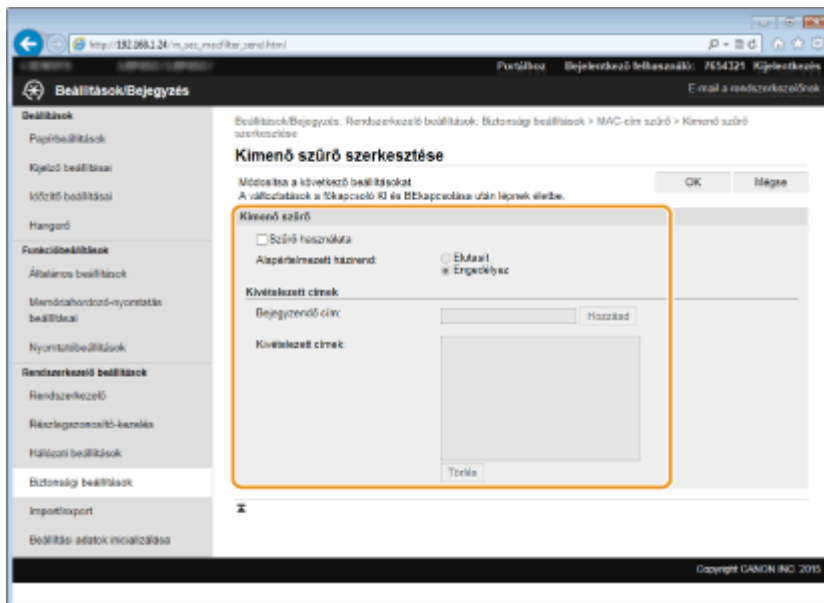 http://192.168.1.24/m_sec_macfilter_send.html
Portálhoz Bejelentkező felhasználó: 7654321 Kijelentkezés
Beállítások/Bejegyzés
E-mail a rendszerkezelőnek
Beállítások
Papírbeállítások
Kijelző beállításai
Időzítő beállításai
Hangerő
Funkcióbeállítások
Általános beállítások
Memóriahordozó-nyomtatás
beállításai
Nyomtatóbeállítások
Rendszerkezelő beállítások
Rendszerkezelő
Részlegazonosító-kezelés
Hálózati beállítások
Biztonsági beállítások
Import/export
Beállítási adatok inicializálása
Beállítások/Bejegyzés: Rendszerkezelő beállítások: Biztonsági beállítások > MAC-cím szűrő > Kimenő szűrő
szerkesztése
Kimenő szűrő szerkesztése
Módosítsa a következő beállításokat.
A változtatások a főkapcsoló KI és BEkapcsolása után lépnek életbe.
OK Mégse
Kimenő szűrő
Szűrő használata
Alapértelmezett házirend:
Elutasít
Engedélyez
Kivételezett címek
Bejegyzendő cím:
Hozzáad
Kivételezett címek:
Törlés
Copyright CANON INC. 2015